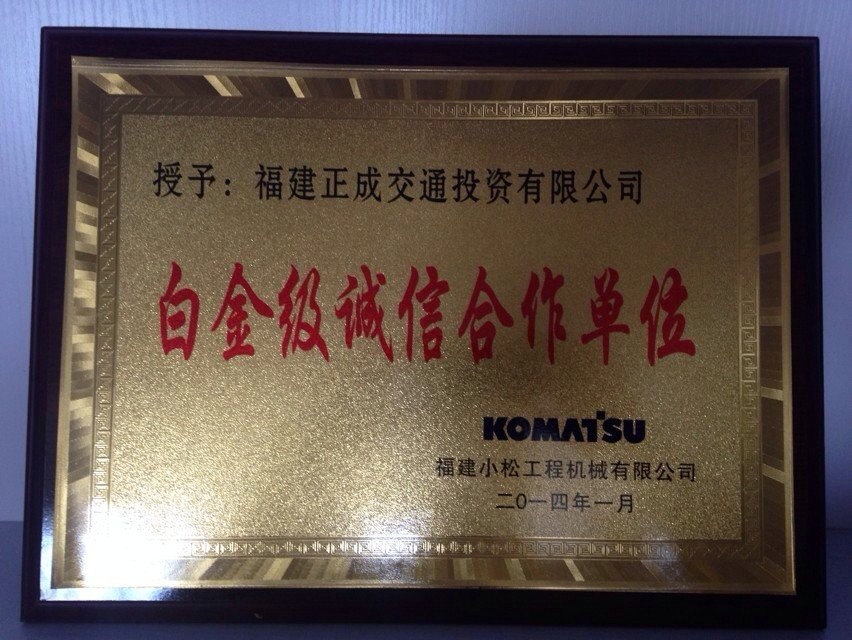 授予：福建正成交通投资有限公司
白金级诚信合作单位
KOMATSU
福建小松工程机械有限公司
二〇一四年一月